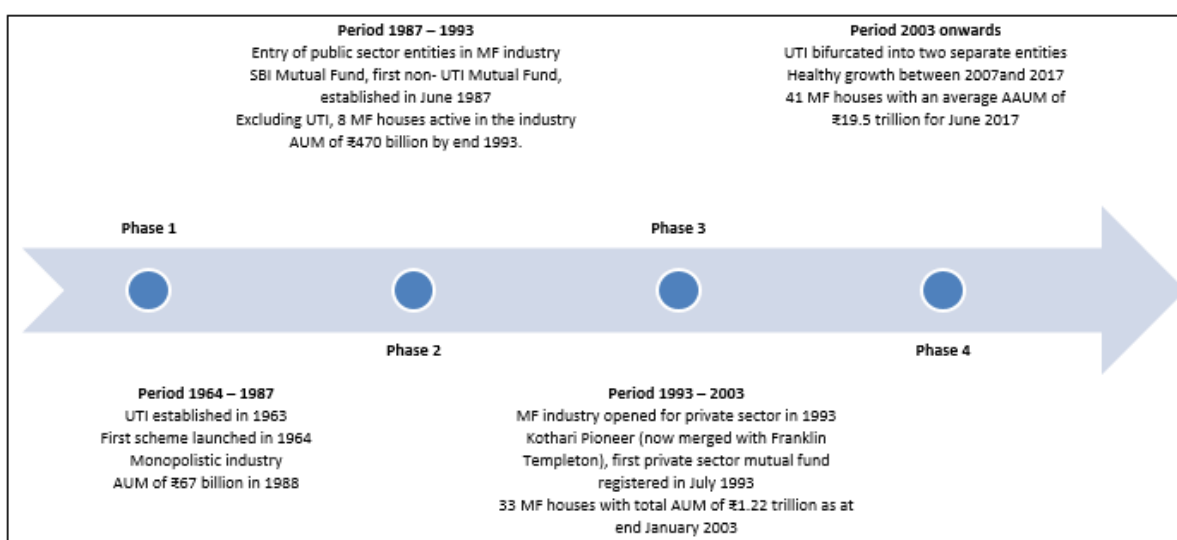 Period 1987 – 1993
Entry of public sector entities in MF industry
SBI Mutual Fund, first non- UTI Mutual Fund,
established in June 1987
Excluding UTI, 8 MF houses active in the industry
AUM of ₹470 billion by end 1993.
Period 2003 onwards
UTI bifurcated into two separate entities
Healthy growth between 2007and 2017
41 MF houses with an average AAUM of
₹19.5 trillion for June 2017
Phase 1
Phase 3
Phase 2
Phase 4
Period 1964 – 1987
UTI established in 1963
First scheme launched in 1964
Monopolistic industry
AUM of ₹67 billion in 1988
Period 1993 – 2003
MF industry opened for private sector in 1993
Kothari Pioneer (now merged with Franklin
Templeton), first private sector mutual fund
registered in July 1993
33 MF houses with total AUM of ₹1.22 trillion as at
end January 2003